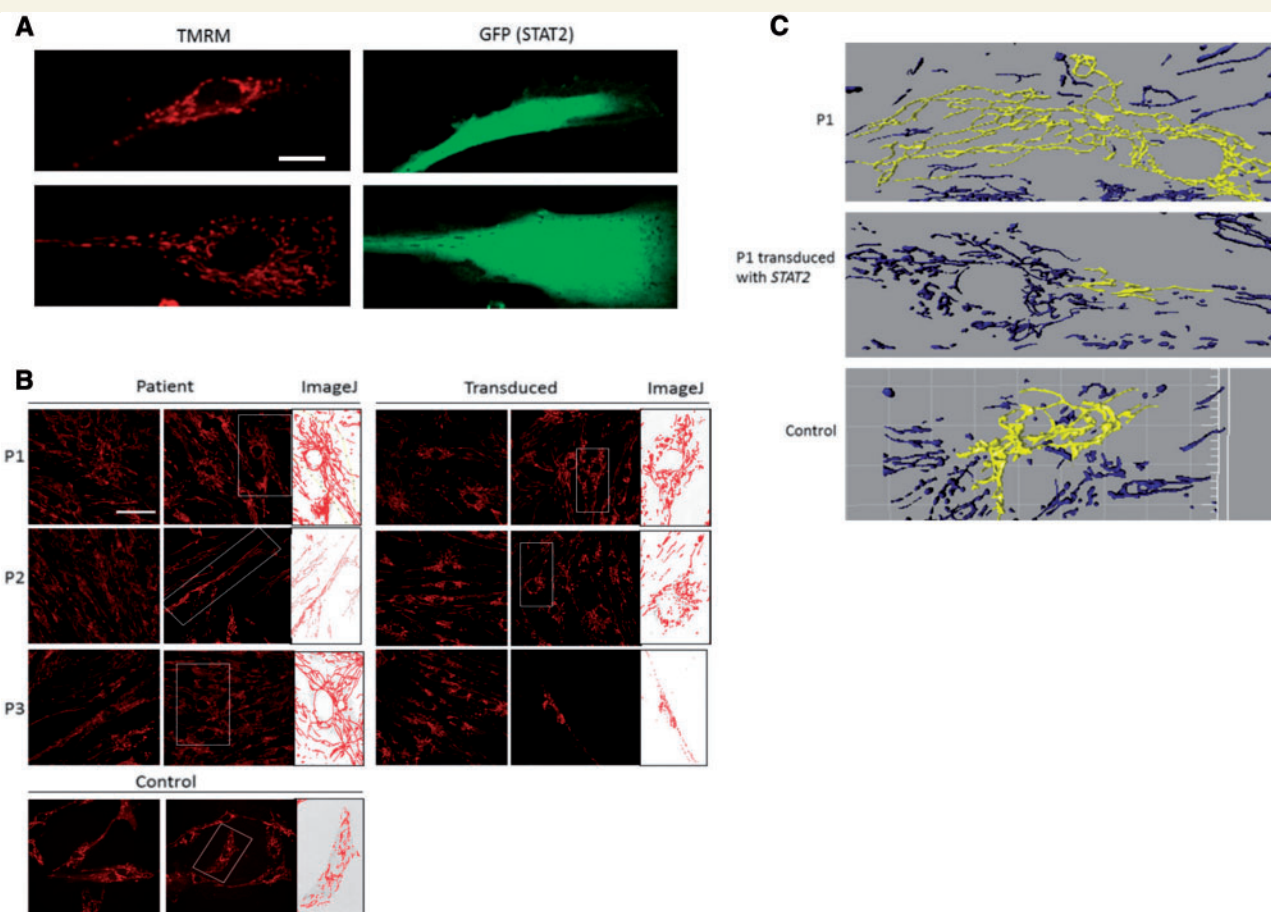 A
TMRM
GFP (STAT2)
B
Patient
ImageJ
Transduced
ImageJ
P1
P2
P3
Control
C
P1
P1 transduced
with STAT2
Control